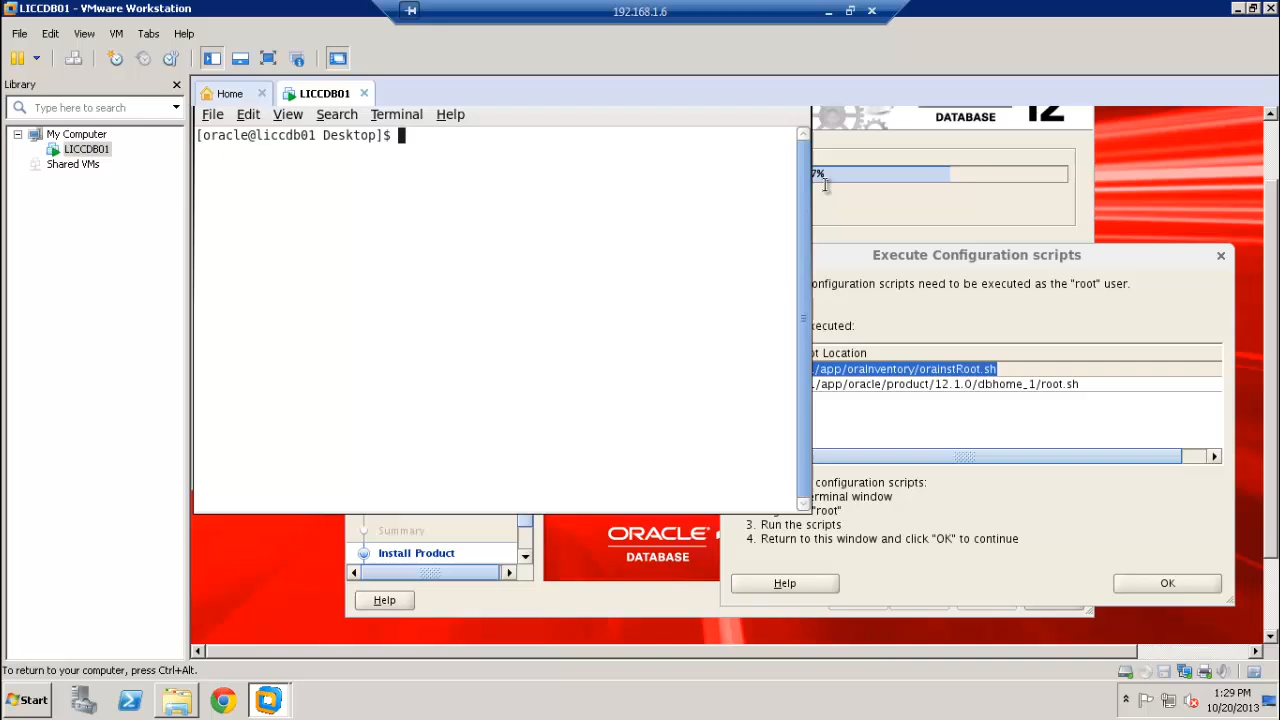 LICCDB01 - VMware Workstation
192.168.1.6
File Edit View VM Tabs Help
Library
Type here to search
My Computer
LICCDB01
Shared VMs
Home
LICCDB01
File Edit View Search Terminal Help
[oracle@liccdb01 Desktop]$
DATABASE
12
7%
Execute Configuration scripts
onfiguration scripts need to be executed as the "root" user.
ecuted:
t Location
/app/oraInventory/orainstRoot.sh
/app/oracle/product/12.1.0/dbhome_1/root.sh
configuration scripts:
erminal window
"root"
3. Run the scripts
4. Return to this window and click "OK" to continue
Help
OK
Summary
Install Product
ORACLE
DATABASE
Help
To return to your computer, press Ctrl+Alt.
Start
1:29 PM
10/20/2013